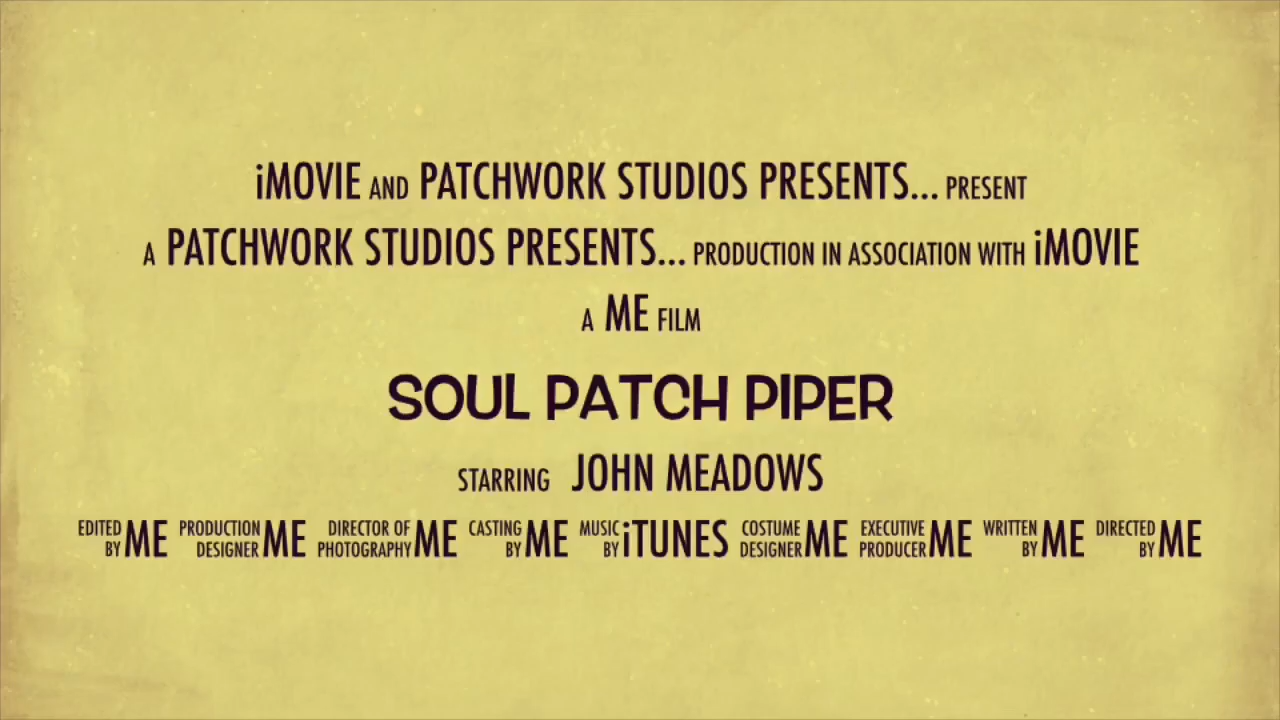 iMOVIE AND PATCHWORK STUDIOS PRESENTS... PRESENT
A PATCHWORK STUDIOS PRESENTS... PRODUCTION IN ASSOCIATION WITH iMOVIE
A ME FILM
SOUL PATCH PIPER
STARRING JOHN MEADOWS
EDITED BY ME PRODUCTION DESIGNER ME DIRECTOR OF PHOTOGRAPHY ME CASTING BY ME MUSIC BY iTUNES COSTUME DESIGNER ME EXECUTIVE PRODUCER ME WRITTEN BY ME DIRECTED BY ME